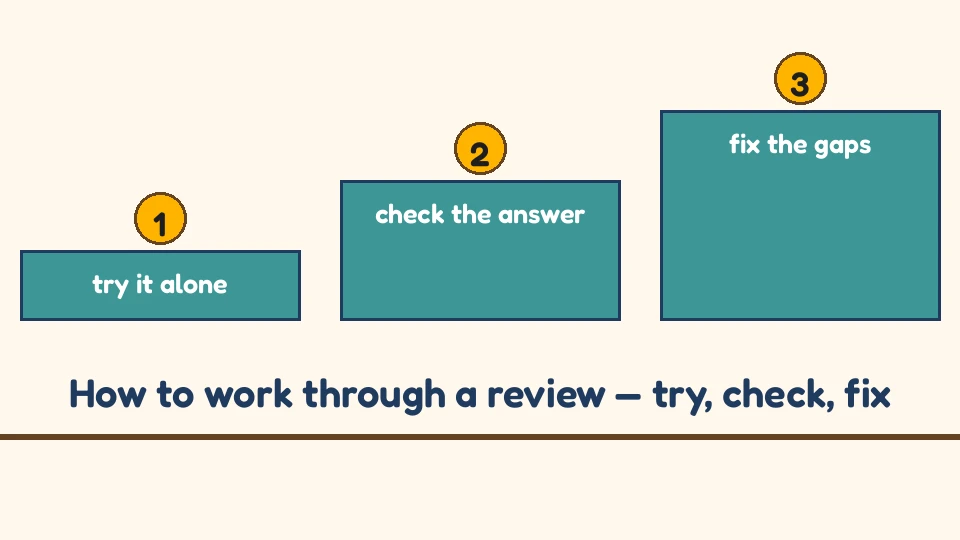 1
try it alone
2
check the answer
3
fix the gaps
How to work through a review — try, check, fix